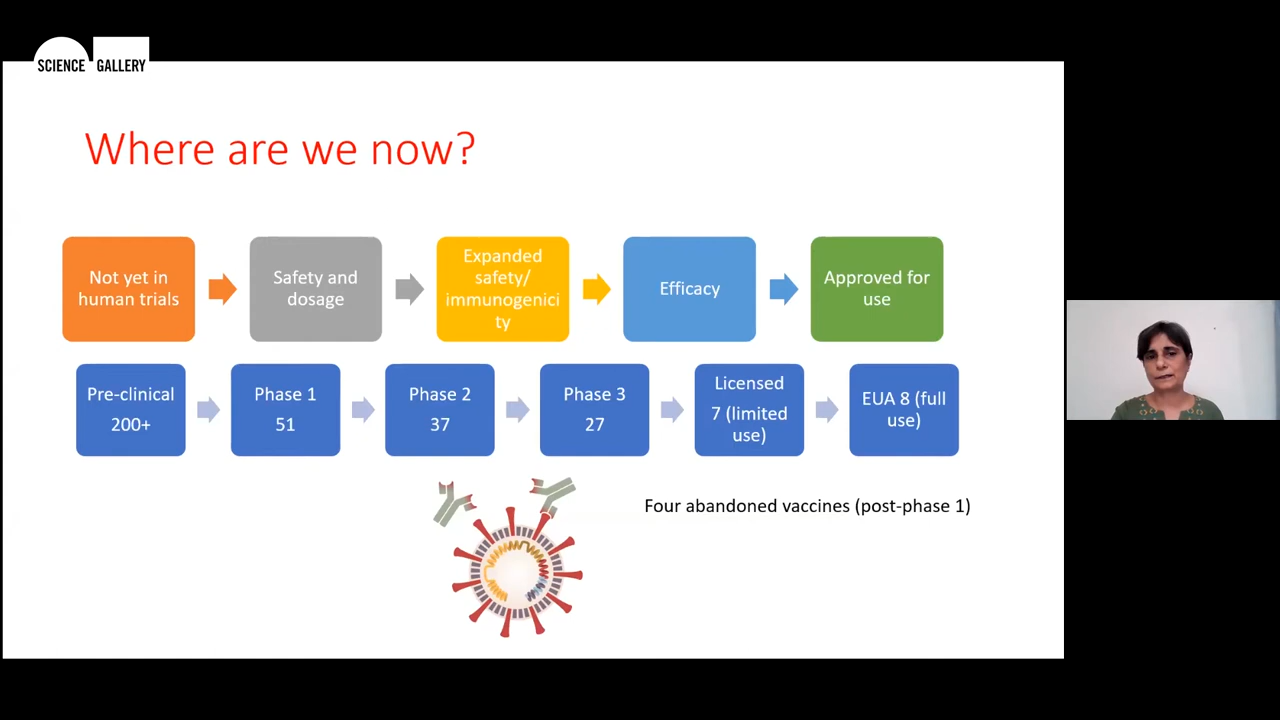 SCIENCE GALLERY
Where are we now?
Not yet in
human trials
Safety and
dosage
Expanded
safety/
immunogenici
ty
Efficacy
Approved for
use
Pre-clinical
200+
Phase 1
51
Phase 2
37
Phase 3
27
Licensed
7 (limited
use)
EUA 8 (full
use)
Four abandoned vaccines (post-phase 1)